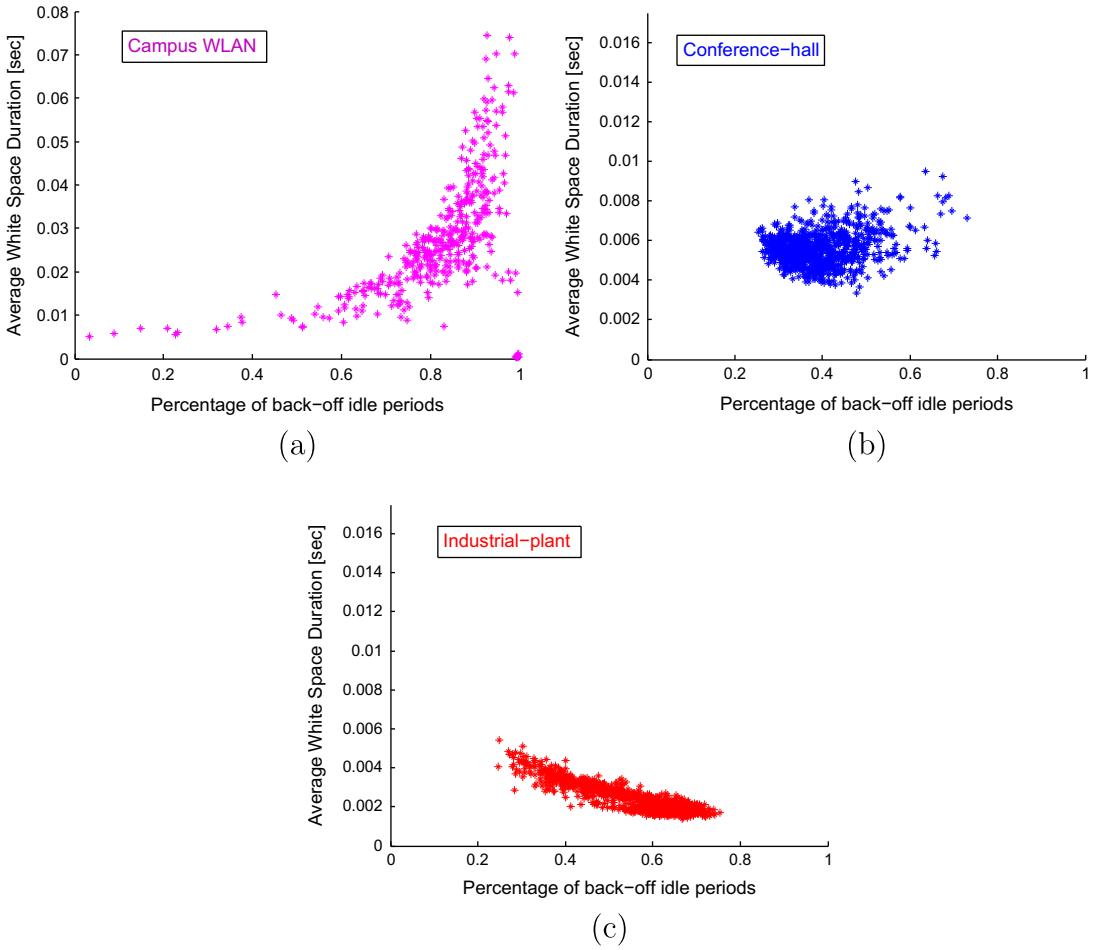 0.08
0.07
0.06
0.05
0.04
0.03
0.02
0.01
0
Average White Space Duration [sec]
Campus WLAN
0 0.2 0.4 0.6 0.8 1
Percentage of back−off idle periods
(a)
0.016
0.014
0.012
0.01
0.008
0.006
0.004
0.002
0
Average White Space Duration [sec]
Conference−hall
0 0.2 0.4 0.6 0.8 1
Percentage of back−off idle periods
(b)
0.016
0.014
0.012
0.01
0.008
0.006
0.004
0.002
0
Average White Space Duration [sec]
Industrial−plant
0 0.2 0.4 0.6 0.8 1
Percentage of back−off idle periods
(c)